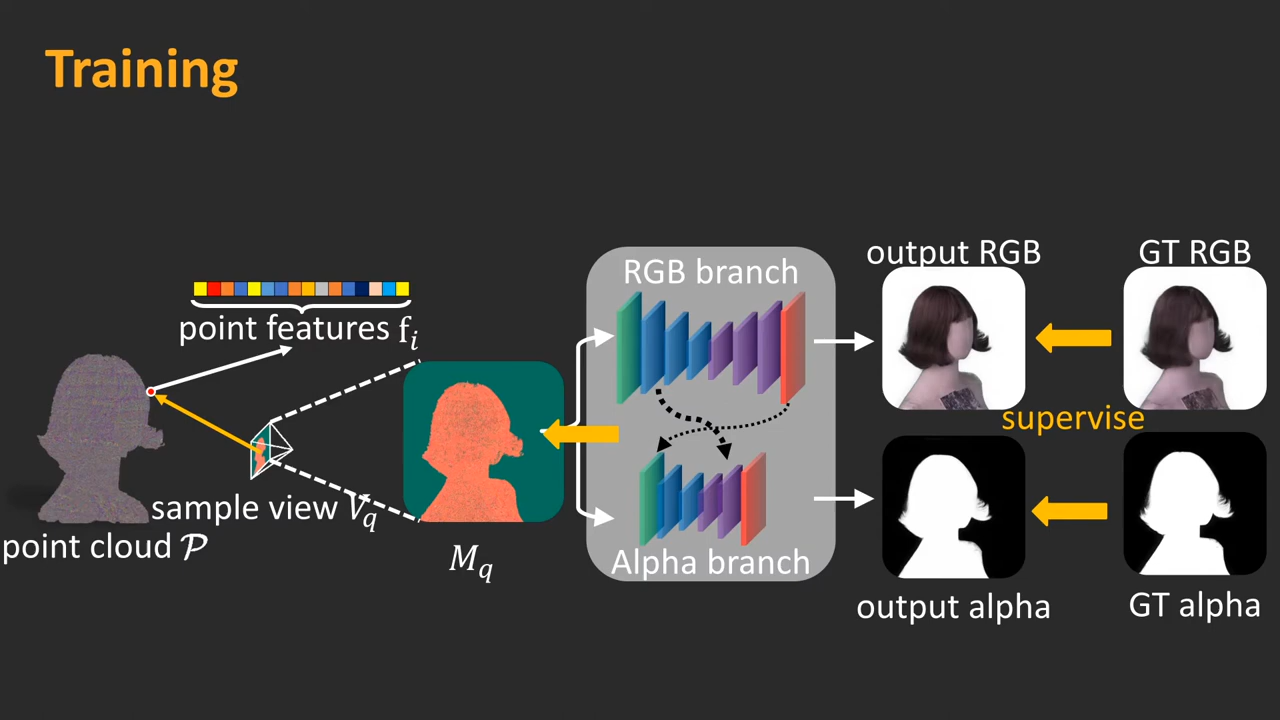 Training
output RGB
GT RGB
RGB branch
point features fᵢ
supervise
sample view V_q
point cloud 𝒫
M_q
Alpha branch
output alpha
GT alpha